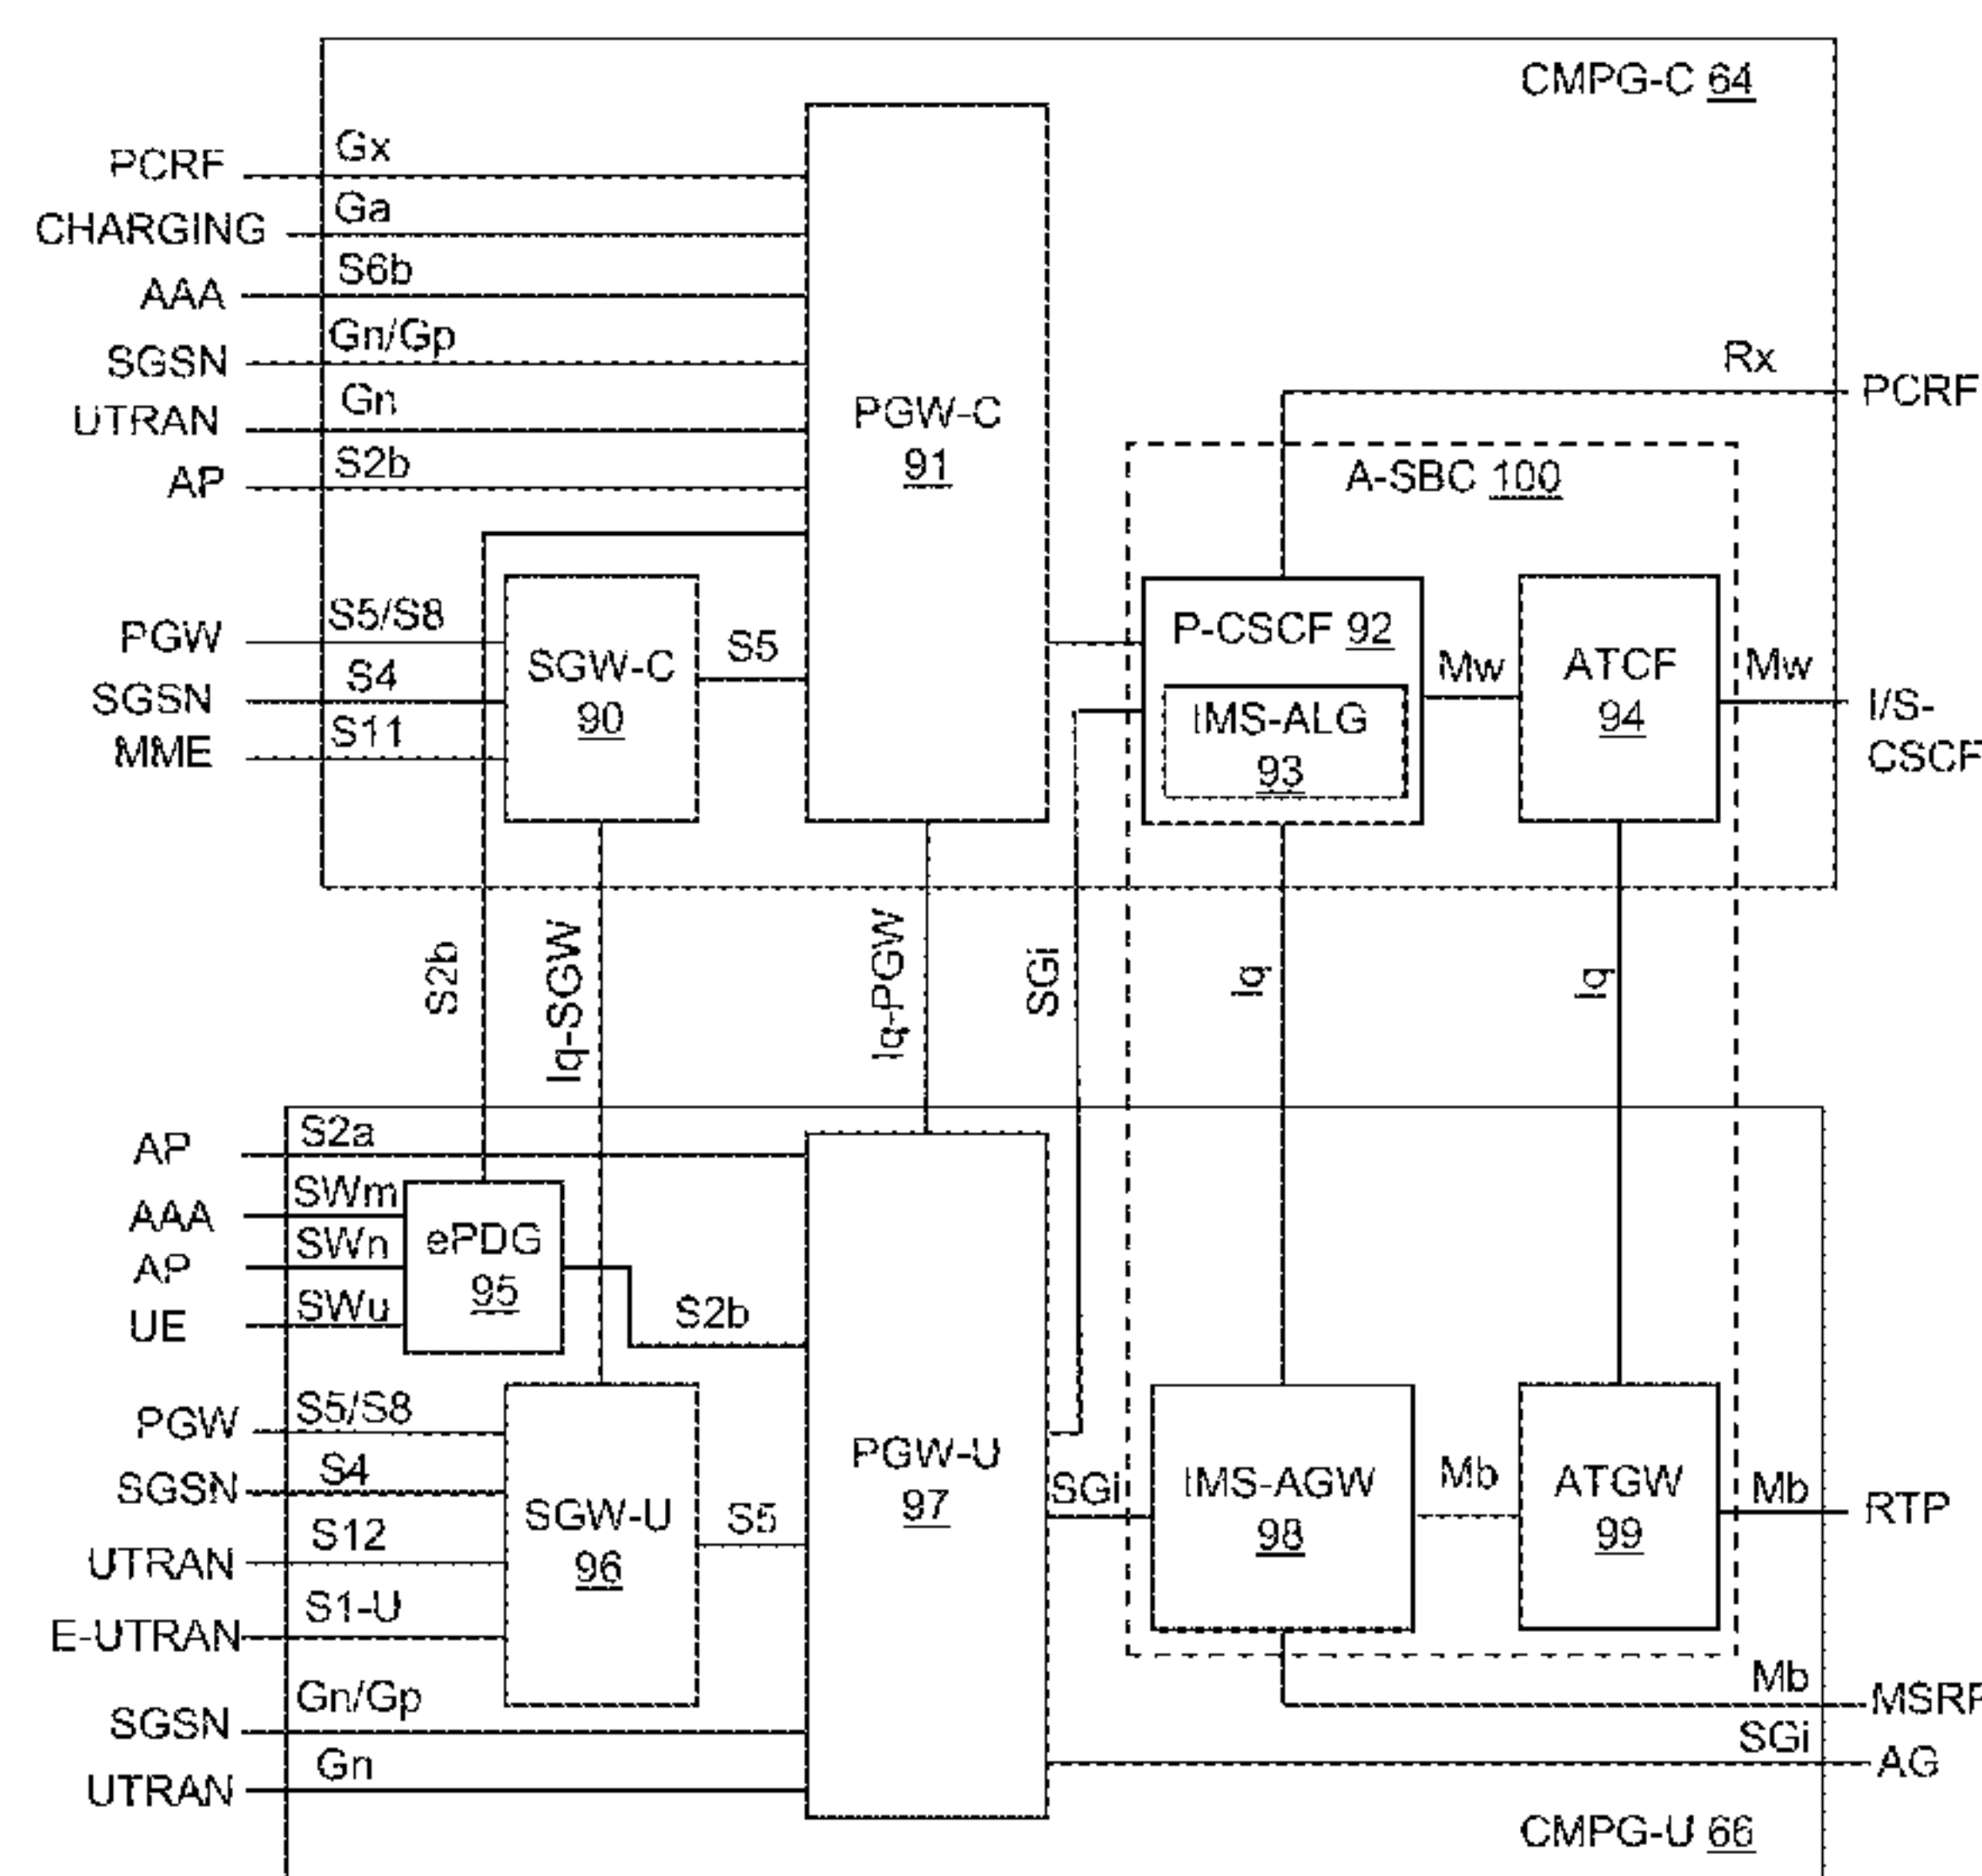 CMPG-C 64
PCRF
Gx
CHARGING
Ga
AAA
S6b
SGSN
Gn/Gp
UTRAN
Gn
AP
S2b
PGW-C
91
Rx
PCRF
A-SBC 100
PGW
S5/S8
SGSN
S4
MME
S11
SGW-C
90
S5
P-CSCF 92
IMS-ALG
93
Mw
ATCF
94
Mw
I/S-
CSCF
S2b
Iq-SGW
Iq-PGW
SGi
Iq
Iq
AP
S2a
AAA
SWm
AP
SWn
UE
SWu
ePDG
95
S2b
PGW
S5/S8
SGSN
S4
UTRAN
S12
E-UTRAN
S1-U
SGW-U
96
S5
PGW-U
97
SGi
IMS-AGW
98
Mb
ATGW
99
Mb
RTP
SGSN
Gn/Gp
UTRAN
Gn
Mb
MSRP
SGi
AG
CMPG-U 66